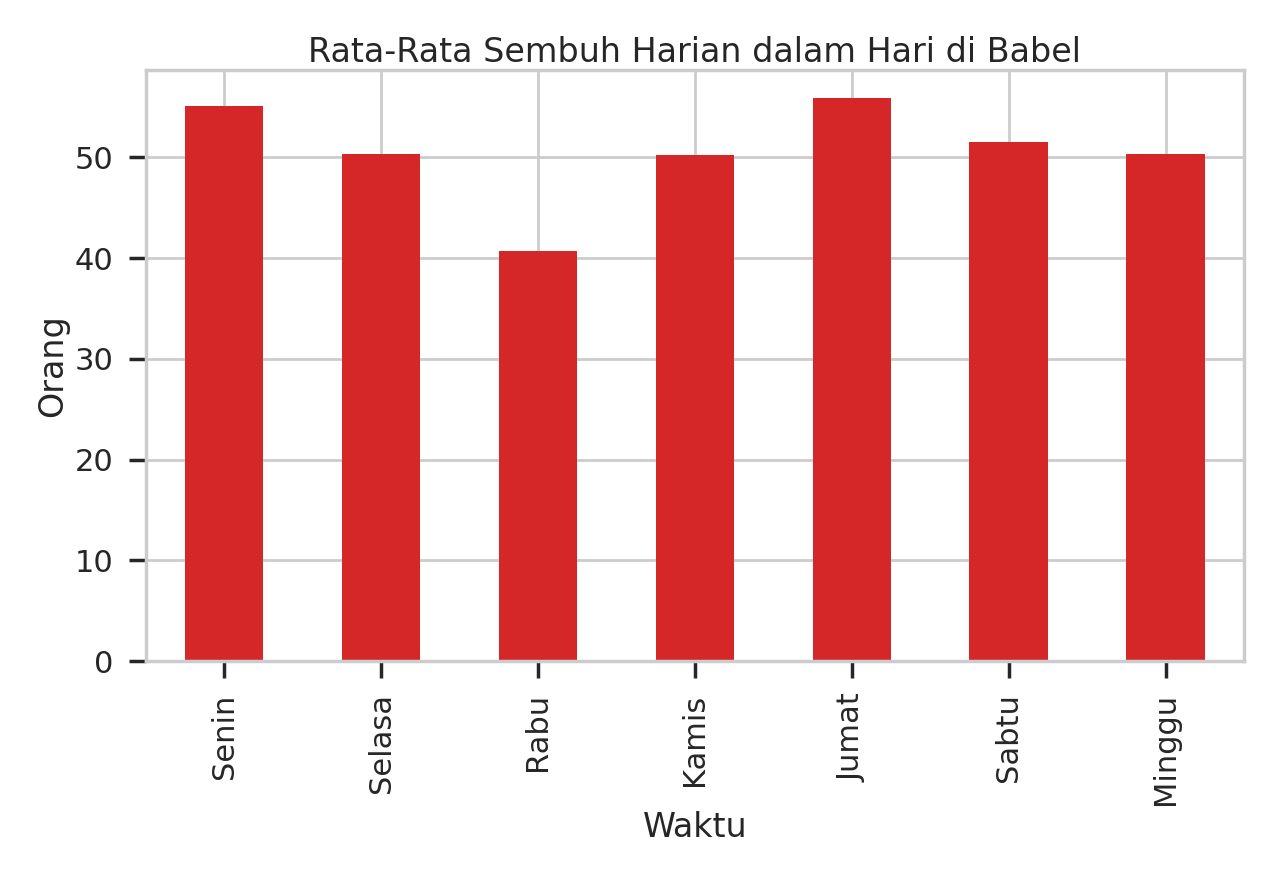 Rata-Rata Sembuh Harian dalam Hari di Babel
Orang
50
40
30
20
10
0
Senin
Selasa
Rabu
Kamis
Jumat
Sabtu
Minggu
Waktu